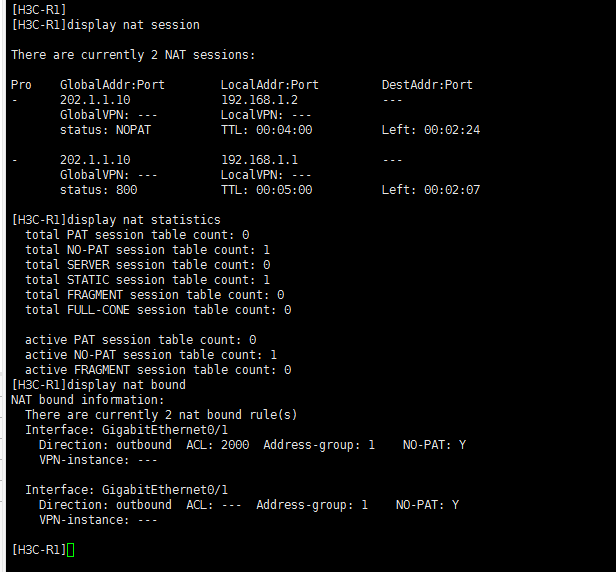 [H3C-R1]
[H3C-R1]display nat session
There are currently 2 NAT sessions:
Pro GlobalAddr:Port LocalAddr:Port DestAddr:Port
- 202.1.1.10 192.168.1.2 ---
GlobalVPN: --- LocalVPN: ---
status: NOPAT TTL: 00:04:00 Left: 00:02:24
- 202.1.1.10 192.168.1.1 ---
GlobalVPN: --- LocalVPN: ---
status: 800 TTL: 00:05:00 Left: 00:02:07
[H3C-R1]display nat statistics
total PAT session table count: 0
total NO-PAT session table count: 1
total SERVER session table count: 0
total STATIC session table count: 1
total FRAGMENT session table count: 0
total FULL-CONE session table count: 0
active PAT session table count: 0
active NO-PAT session table count: 1
active FRAGMENT session table count: 0
[H3C-R1]display nat bound
NAT bound information:
There are currently 2 nat bound rule(s)
Interface: GigabitEthernet0/1
Direction: outbound ACL: 2000 Address-group: 1 NO-PAT: Y
VPN-instance: ---
Interface: GigabitEthernet0/1
Direction: outbound ACL: --- Address-group: 1 NO-PAT: Y
VPN-instance: ---
[H3C-R1]